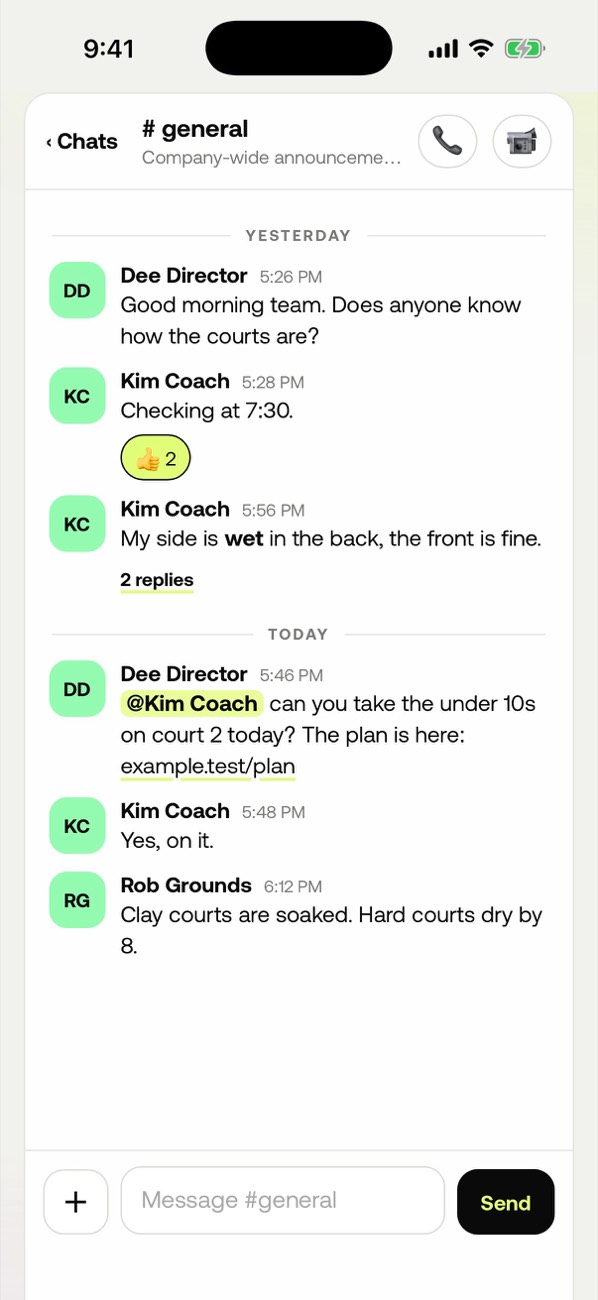 9:41
‹ Chats
# general
Company-wide announceme…
YESTERDAY
DD
Dee Director 5:26 PM
Good morning team. Does anyone know
how the courts are?
KC
Kim Coach 5:28 PM
Checking at 7:30.
👍 2
KC
Kim Coach 5:56 PM
My side is wet in the back, the front is fine.
2 replies
TODAY
DD
Dee Director 5:46 PM
@Kim Coach can you take the under 10s
on court 2 today? The plan is here:
example.test/plan
KC
Kim Coach 5:48 PM
Yes, on it.
RG
Rob Grounds 6:12 PM
Clay courts are soaked. Hard courts dry by
8.
+
Message #general
Send